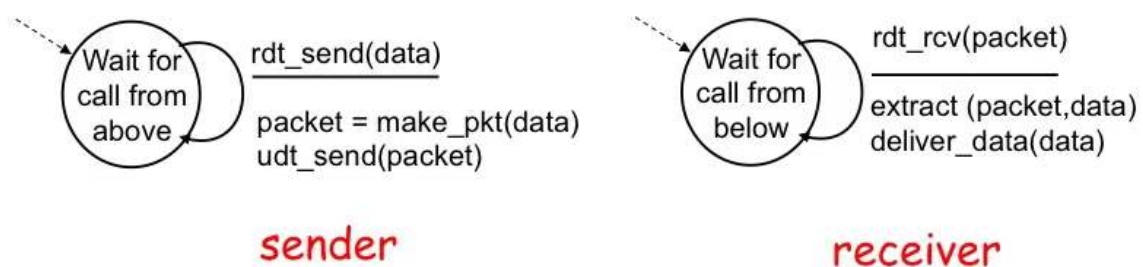 Wait for
call from
above
rdt_send(data)
packet = make_pkt(data)
udt_send(packet)
sender
Wait for
call from
below
rdt_rcv(packet)
extract (packet,data)
deliver_data(data)
receiver